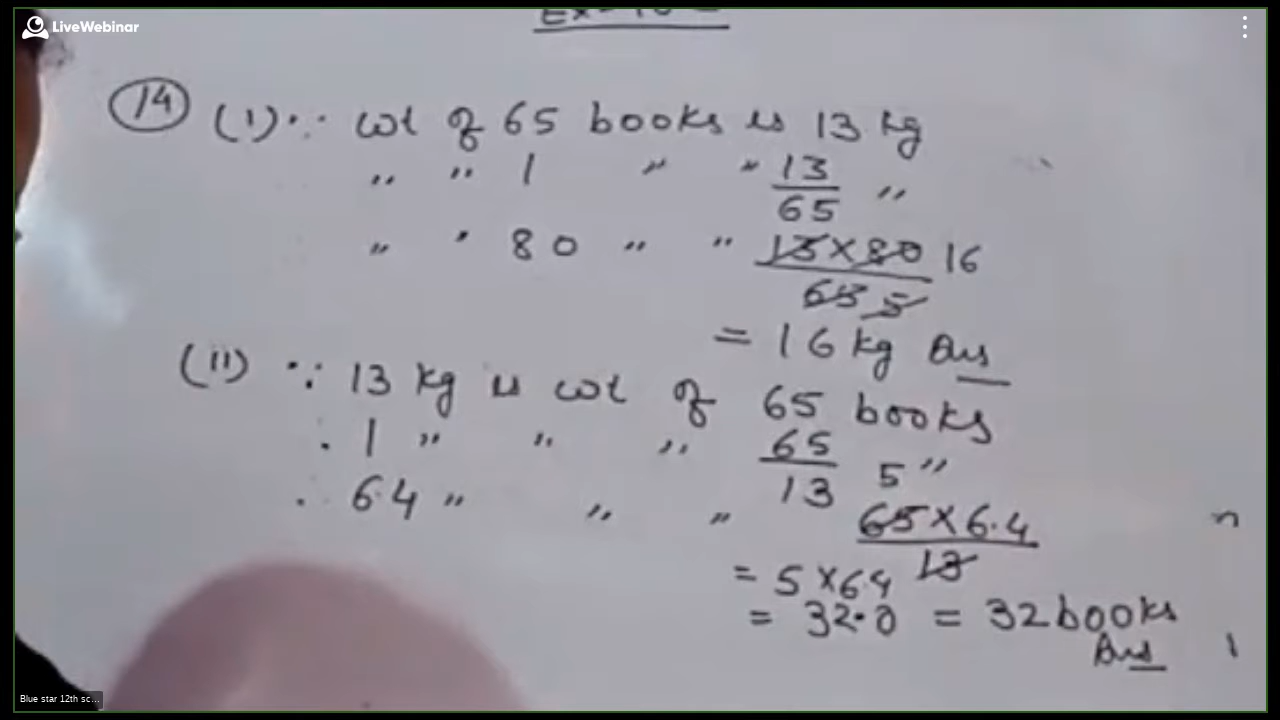 LiveWebinar
14 (i) ∵ wt of 65 books is 13 kg
" " 1 " " 13/65 "
" " 80 " " 13×80/65 5 16
= 16 kg Ans
(ii) ∵ 13 kg is wt of 65 books
∴ 1 " " " 65/13 "
∴ 6.4 " " " 5 65×6.4/13
= 5×6.4
= 32.0 = 32 books
Ans
Blue star 12th sc...